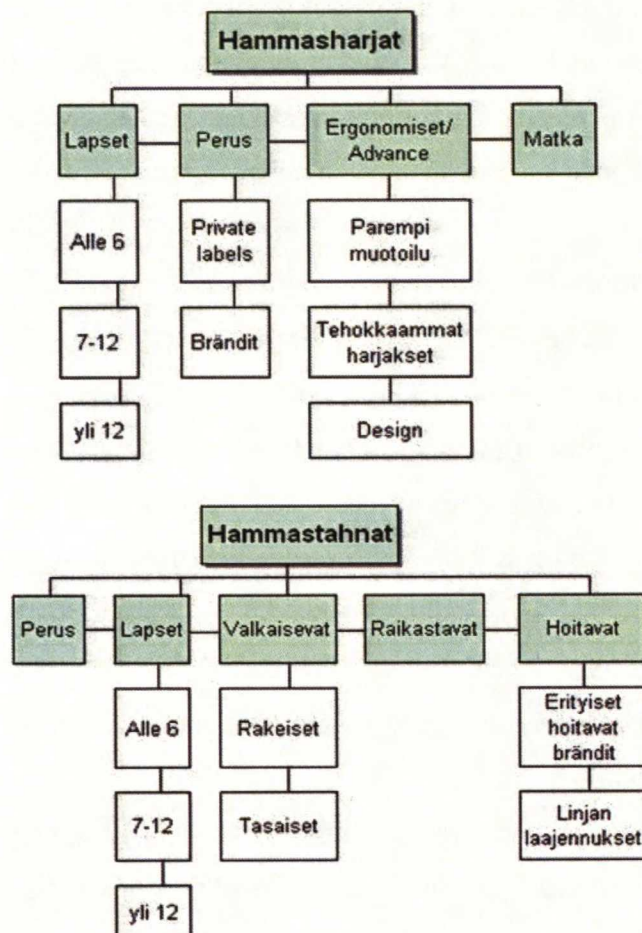 Hammasharjat
Lapset
Perus
Ergonomiset/
Advance
Matka
Alle 6
7-12
yli 12
Private
labels
Brändit
Parempi
muotoilu
Tehokkaammat
harjakset
Design
Hammastahnat
Perus
Lapset
Valkaisevat
Raikastavat
Hoitavat
Alle 6
7-12
yli 12
Rakeiset
Tasaiset
Erityiset
hoitavat
brändit
Linjan
laajennukset